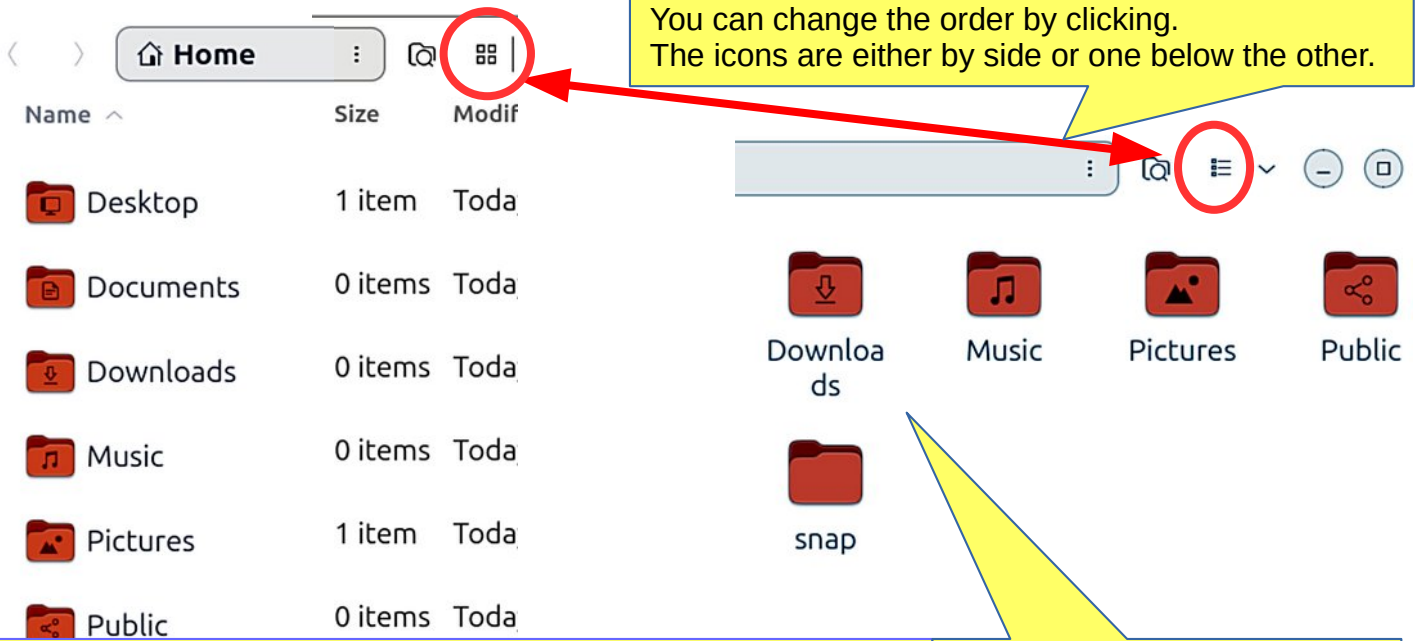 You can change the order by clicking.
The icons are either by side or one below the other.
Home
Name Size Modif
Desktop 1 item Toda
Documents 0 items Toda
Downloads 0 items Toda
Music 0 items Toda
Pictures 1 item Toda
Public 0 items Toda
Downloa
ds
Music
Pictures
Public
snap